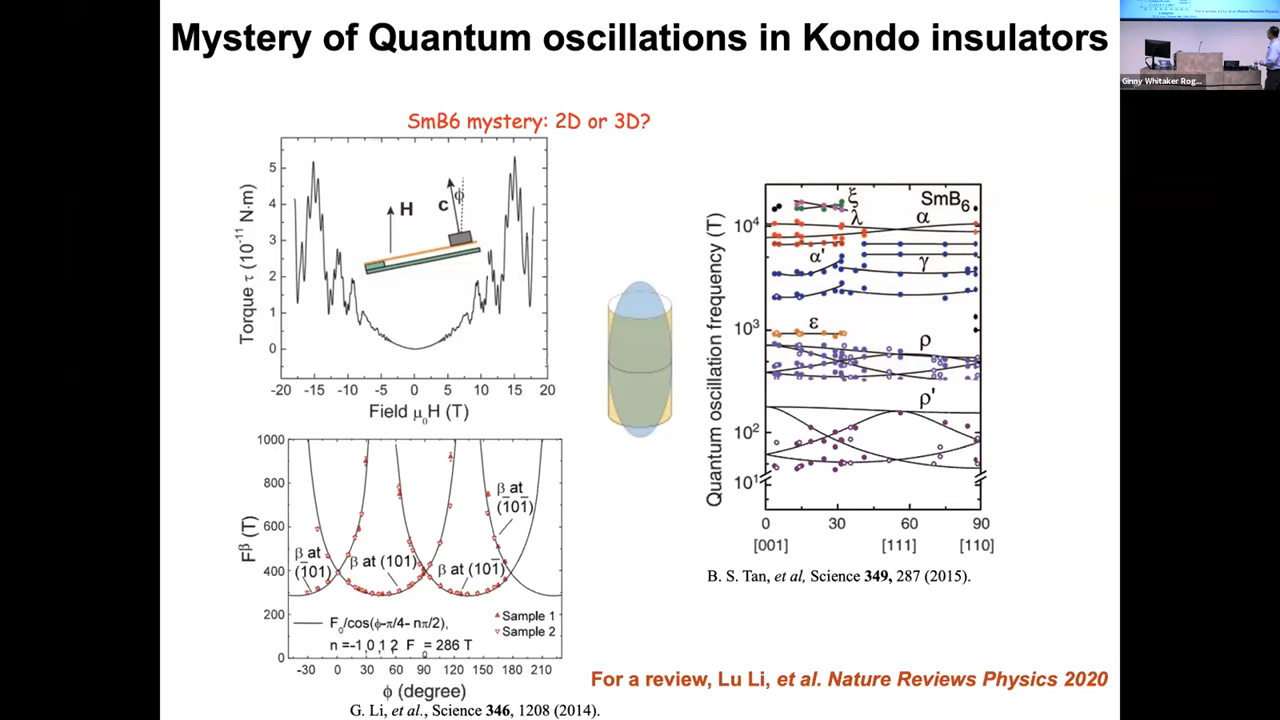 Mystery of Quantum oscillations in Kondo insulators
Ginny Whitaker Rog...
SmB6 mystery: 2D or 3D?
Torque τ (10⁻¹¹ N·m)
5
4
3
2
1
0
H
c
ϕ
-20 -15 -10 -5 0 5 10 15 20
Field μ₀H (T)
Quantum oscillation frequency (T)
10⁴
10³
10²
10¹
SmB₆
ξ
λ
α
α'
γ
ε
ρ
ρ'
0 30 60 90
[001] [111] [110]
B. S. Tan, et al, Science 349, 287 (2015).
Fᵝ (T)
1000
800
600
400
200
0
β at
(1̅01)
β at (101)
β at (101̅)
β at
(1̅01̅)
F₀/cos(ϕ-π/4- nπ/2),
n =-1,0,1,2 F₀ = 286 T
Sample 1
Sample 2
-30 0 30 60 90 120 150 180 210
ϕ (degree)
G. Li, et al., Science 346, 1208 (2014).
For a review, Lu Li, et al. Nature Reviews Physics 2020